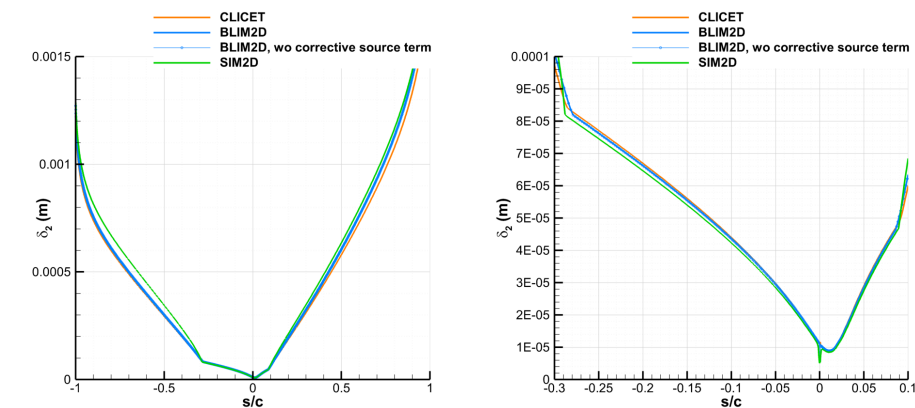 CLICET
BLIM2D
BLIM2D, wo corrective source term
SIM2D
0.0015
0.001
0.0005
0
δ2 (m)
-1
-0.5
0
0.5
1
s/c
CLICET
BLIM2D
BLIM2D, wo corrective source term
SIM2D
0.0001
9E-05
8E-05
7E-05
6E-05
5E-05
4E-05
3E-05
2E-05
1E-05
0
δ2 (m)
-0.3
-0.25
-0.2
-0.15
-0.1
-0.05
0
0.05
0.1
s/c